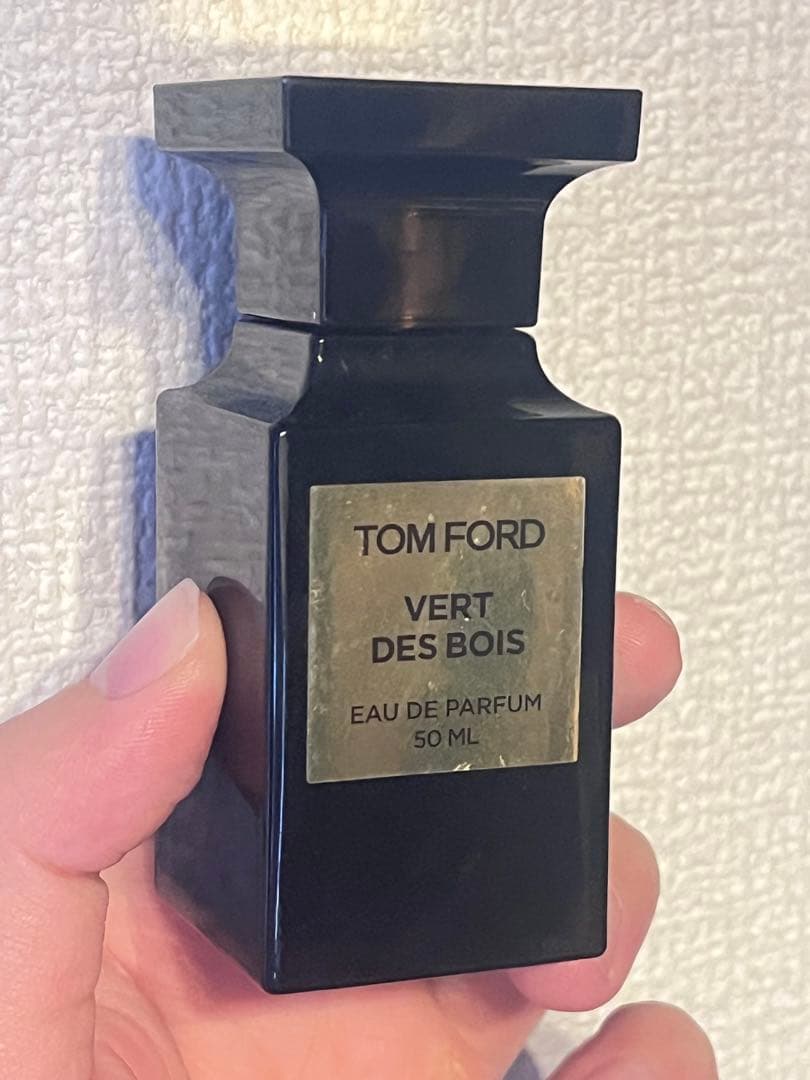 TOM FORD
VERT
DES BOIS
EAU DE PARFUM
50 ML